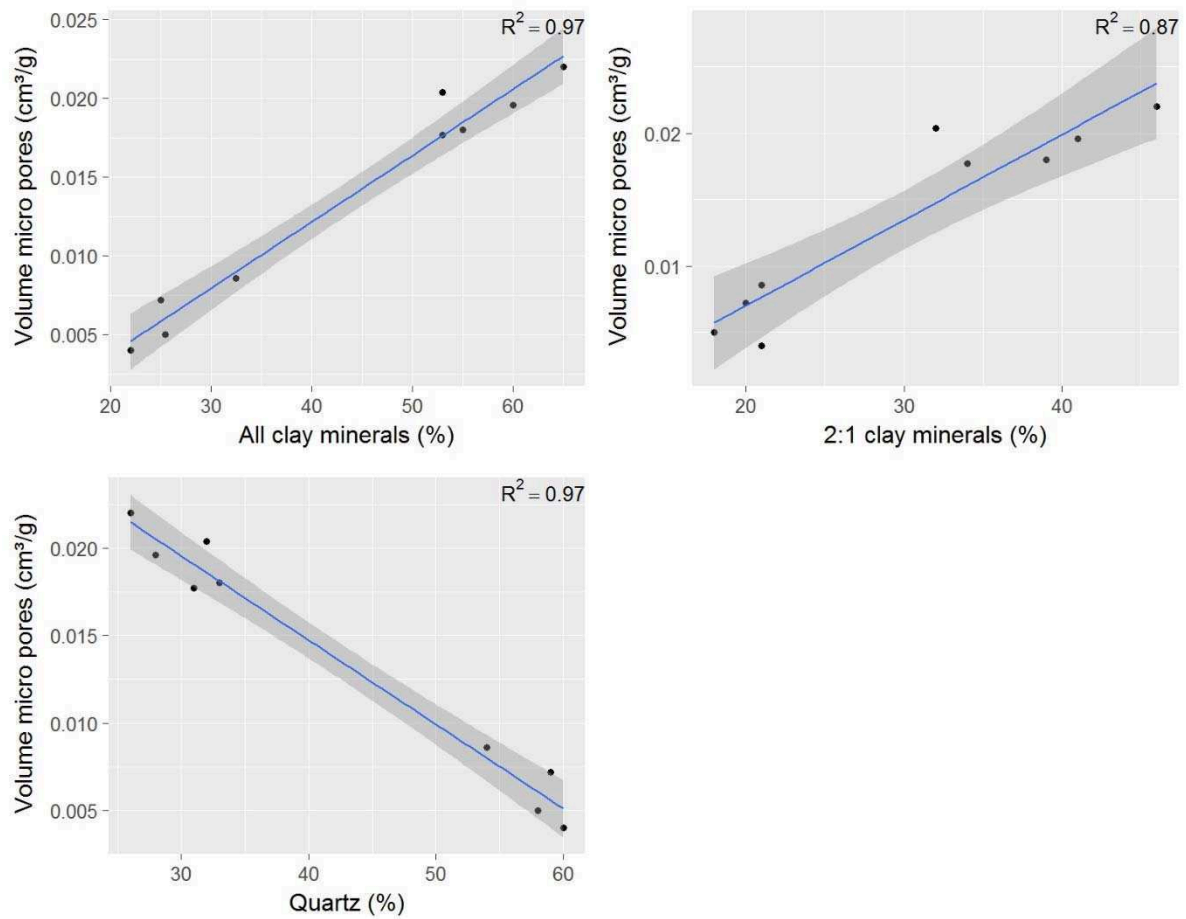 R² = 0.97
Volume micro pores (cm³/g)
0.025
0.020
0.015
0.010
0.005
20 30 40 50 60
All clay minerals (%)
R² = 0.87
Volume micro pores (cm³/g)
0.02
0.01
20 30 40
2:1 clay minerals (%)
R² = 0.97
Volume micro pores (cm³/g)
0.020
0.015
0.010
0.005
30 40 50 60
Quartz (%)